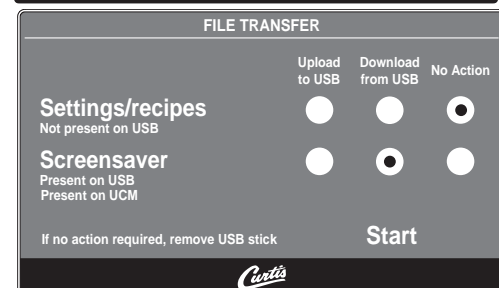 FILE TRANSFER
Upload to USB
Download from USB
No Action
Settings/recipes
Not present on USB
Screensaver
Present on USB
Present on UCM
If no action required, remove USB stick
Start
Curtis